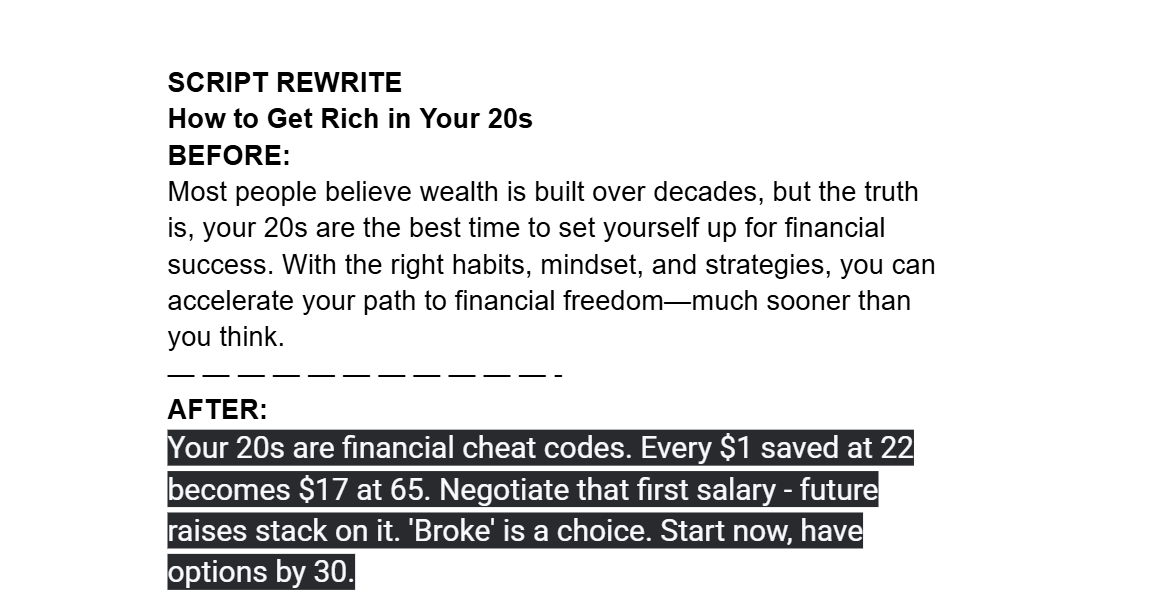 SCRIPT REWRITE
How to Get Rich in Your 20s
BEFORE:
Most people believe wealth is built over decades, but the truth
is, your 20s are the best time to set yourself up for financial
success. With the right habits, mindset, and strategies, you can
accelerate your path to financial freedom—much sooner than
you think.
— — — — — — — — — — — -
AFTER:
Your 20s are financial cheat codes. Every $1 saved at 22
becomes $17 at 65. Negotiate that first salary - future
raises stack on it. 'Broke' is a choice. Start now, have
options by 30.